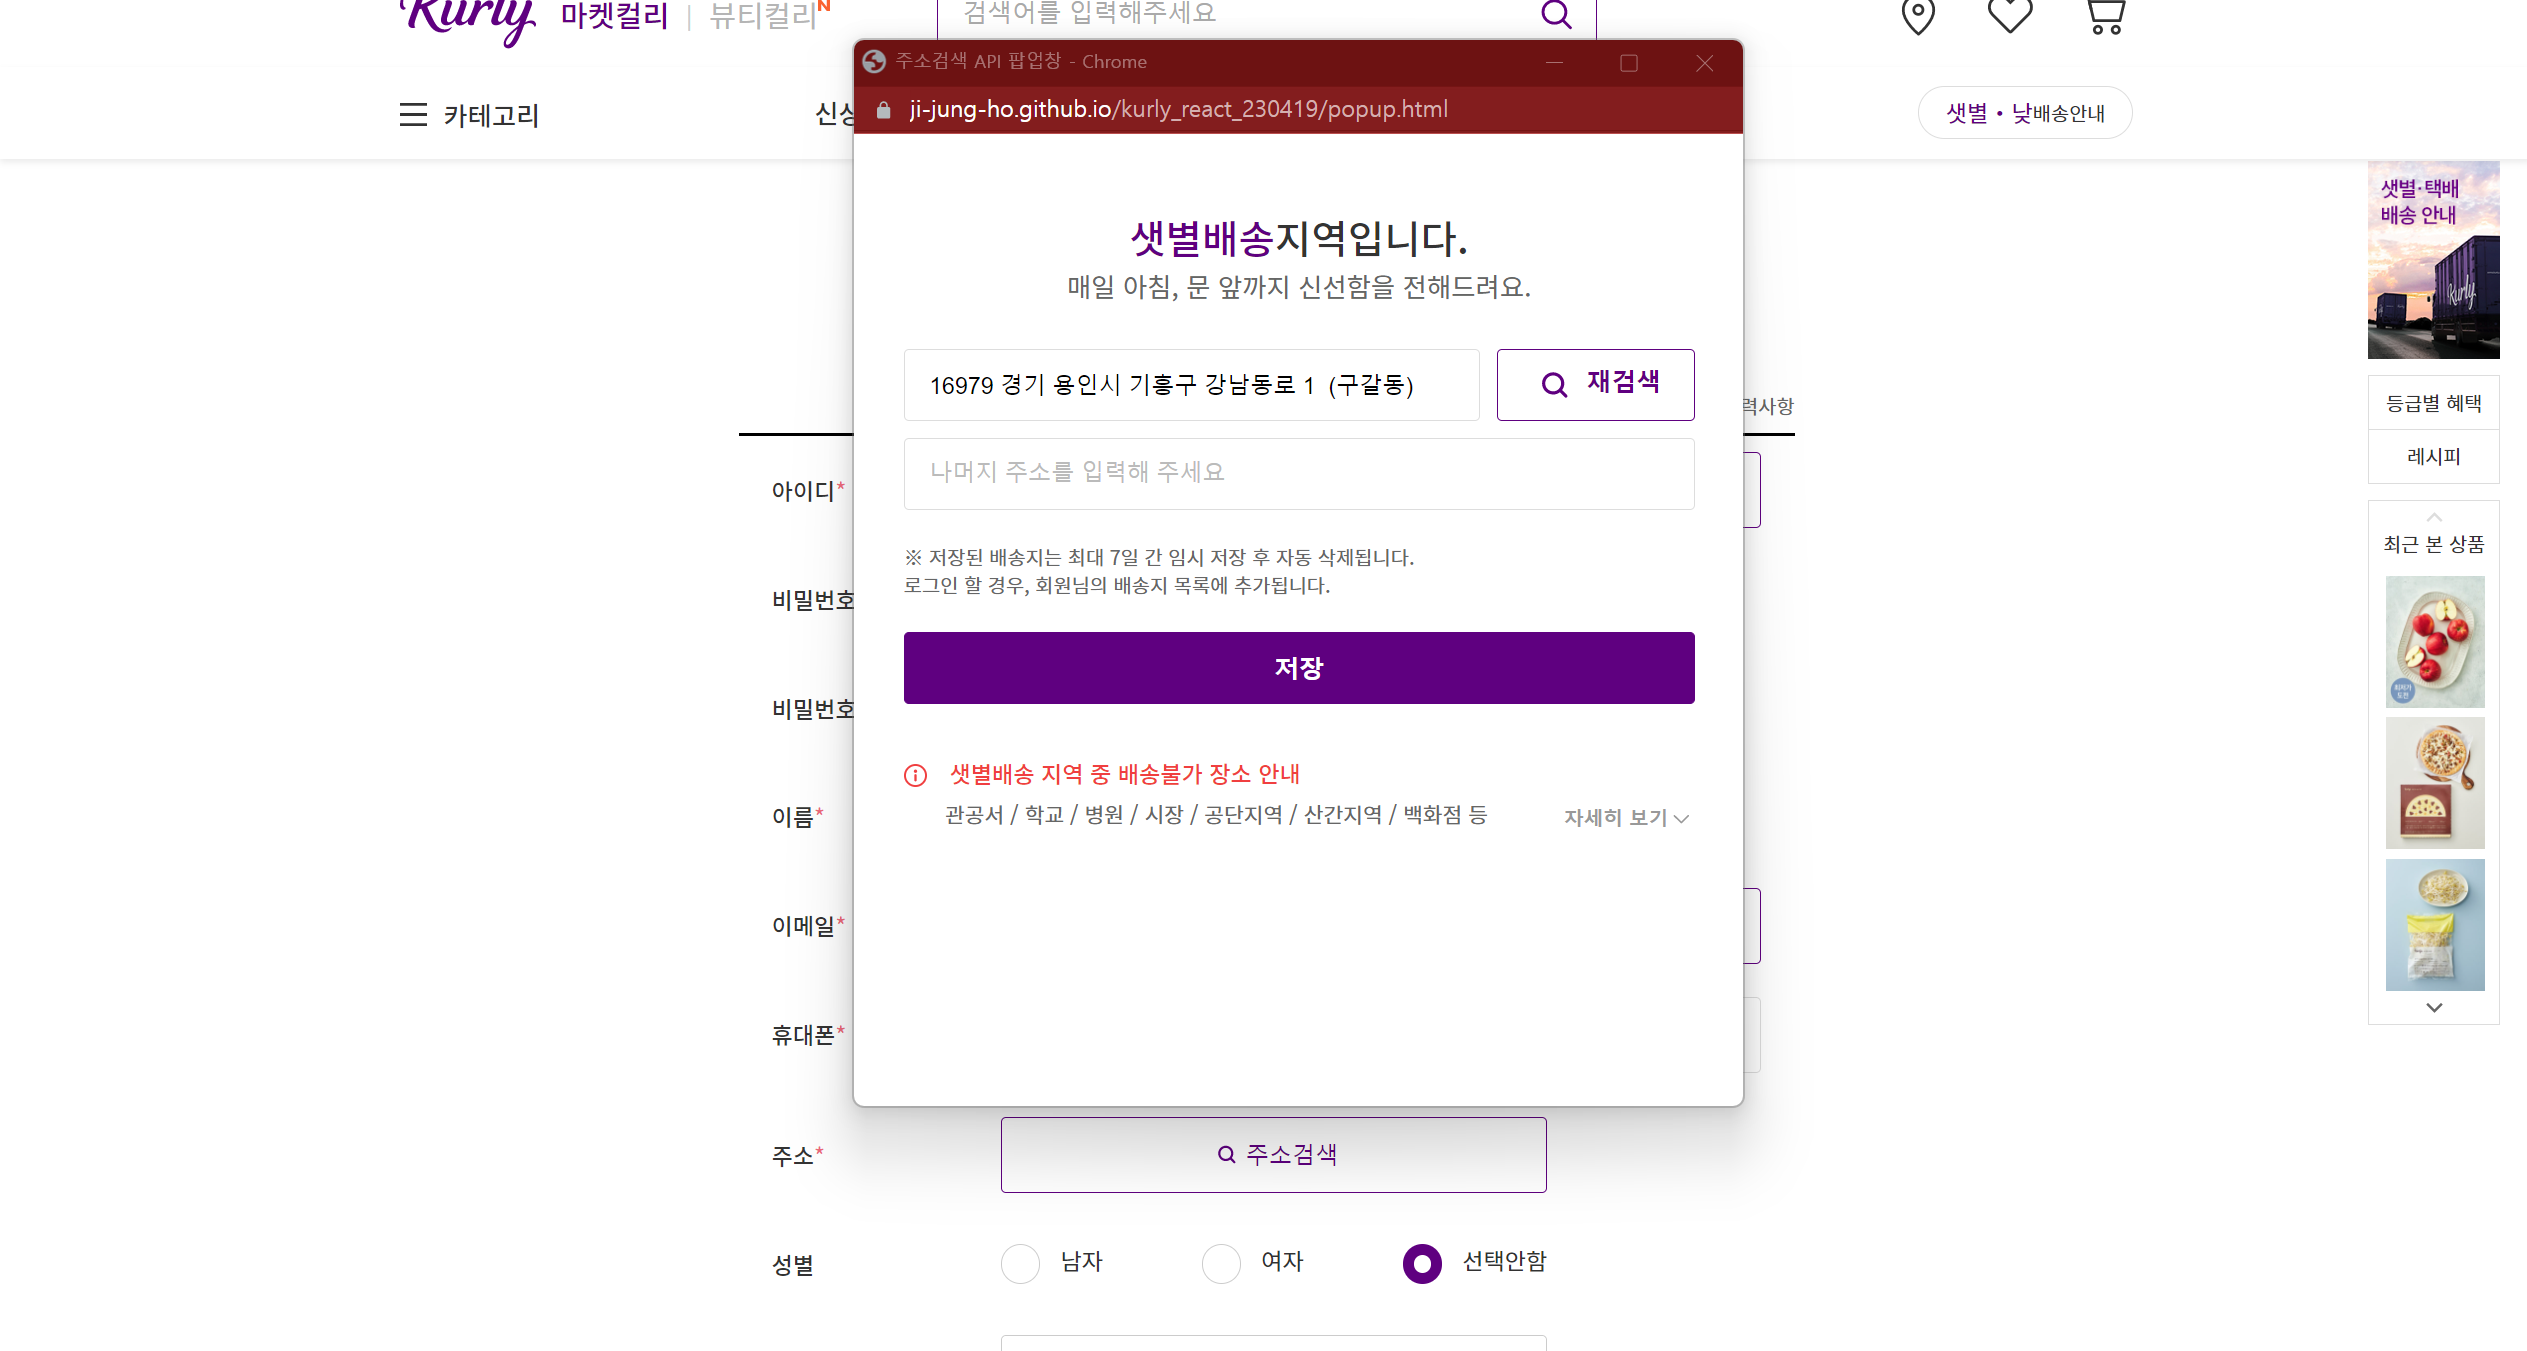 Kurly 마켓컬리 | 뷰티컬리 N
검색어를 입력해주세요
주소검색 API 팝업창 - Chrome
ji-jung-ho.github.io/kurly_react_230419/popup.html
카테고리
신상
샛별・낮배송안내
샛별배송지역입니다.
매일 아침, 문 앞까지 신선함을 전해드려요.
16979 경기 용인시 기흥구 강남동로 1 (구갈동)
재검색
나머지 주소를 입력해 주세요
※ 저장된 배송지는 최대 7일 간 임시 저장 후 자동 삭제됩니다.
로그인 할 경우, 회원님의 배송지 목록에 추가됩니다.
저장
샛별배송 지역 중 배송불가 장소 안내
관공서 / 학교 / 병원 / 시장 / 공단지역 / 산간지역 / 백화점 등
자세히 보기
력사항
아이디*
비밀번호
비밀번호
이름*
이메일*
휴대폰*
주소*
주소검색
성별
남자
여자
선택안함
샛별·택배
배송 안내
Kurly
등급별 혜택
레시피
최근 본 상품
최저가
도전